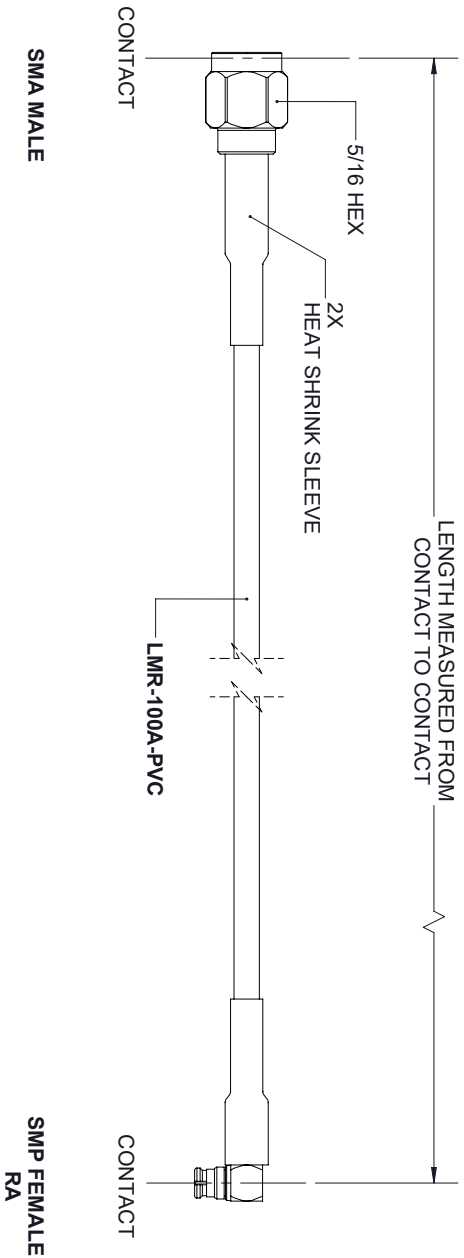 LENGTH MEASURED FROM
CONTACT TO CONTACT
5/16 HEX
2X
HEAT SHRINK SLEEVE
LMR-100A-PVC
CONTACT
CONTACT
SMA MALE
SMP FEMALE
RA